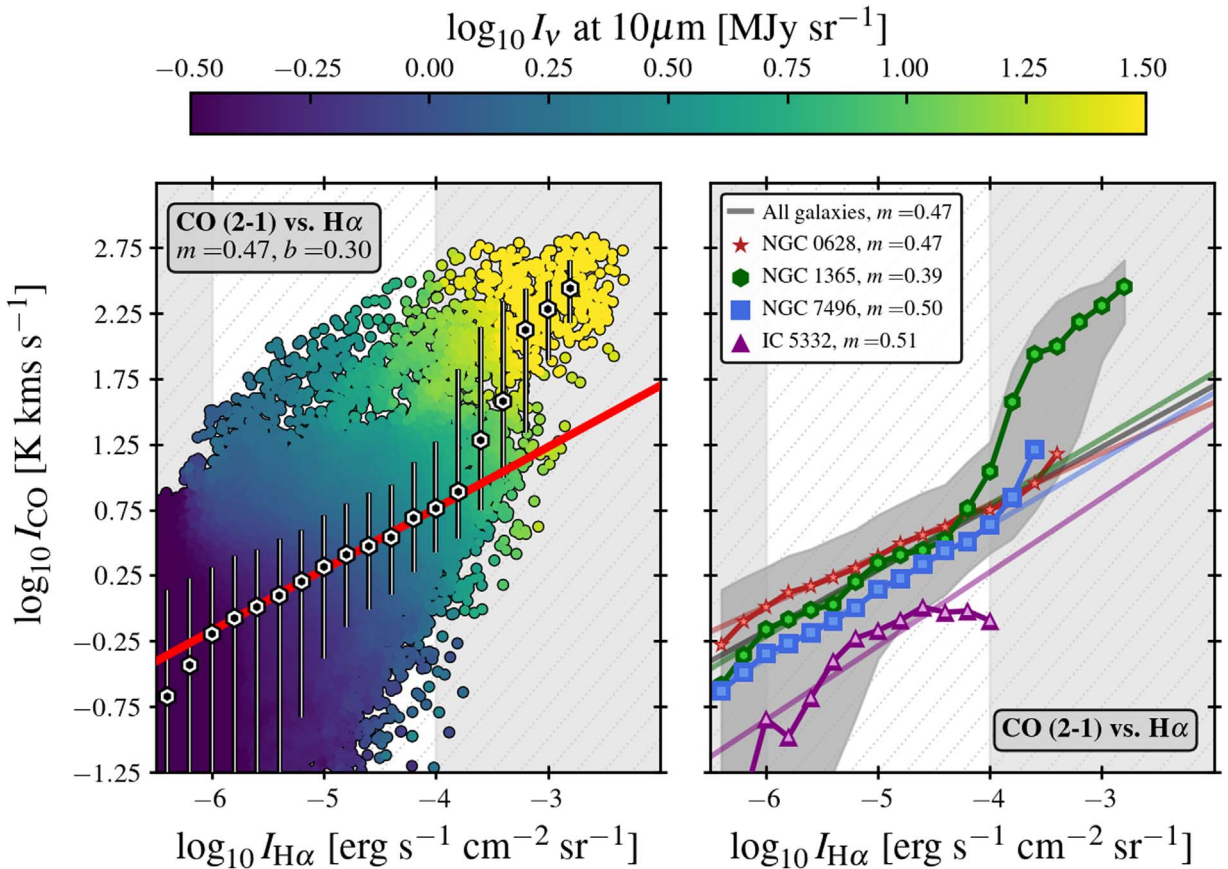 log₁₀ Iν at 10μm [MJy sr⁻¹]
−0.50 −0.25 0.00 0.25 0.50 0.75 1.00 1.25 1.50
CO (2-1) vs. Hα
m=0.47, b=0.30
2.75
2.25
1.75
1.25
0.75
0.25
−0.25
−0.75
−1.25
log₁₀ I_CO [K kms s⁻¹]
−6 −5 −4 −3
log₁₀ I_Hα [erg s⁻¹ cm⁻² sr⁻¹]
All galaxies, m =0.47
NGC 0628, m =0.47
NGC 1365, m =0.39
NGC 7496, m =0.50
IC 5332, m =0.51
CO (2-1) vs. Hα
−6 −5 −4 −3
log₁₀ I_Hα [erg s⁻¹ cm⁻² sr⁻¹]